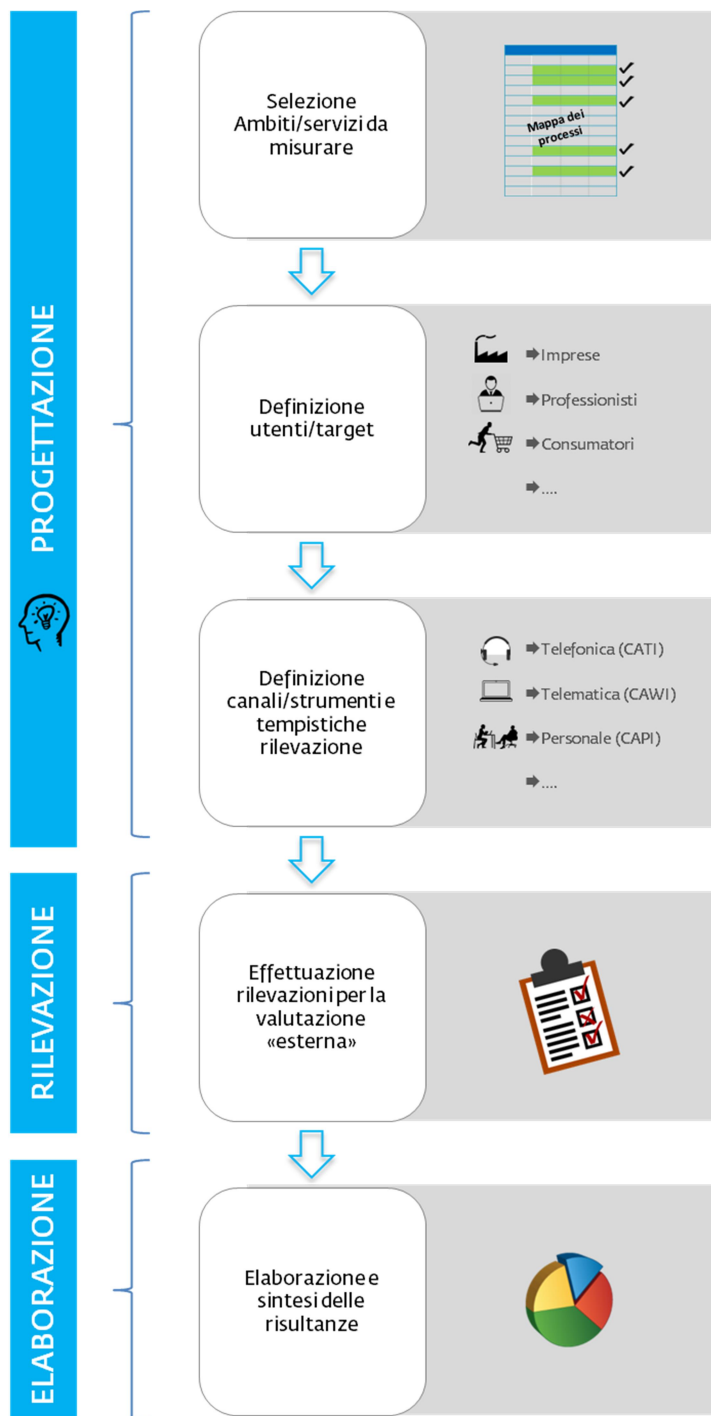 PROGETTAZIONE
Selezione
Ambiti/servizi da
misurare
Mappa dei
processi
Definizione
utenti/target
Imprese
Professionisti
Consumatori
....
Definizione
canali/strumenti e
tempistiche
rilevazione
Telefonica (CATI)
Telematica (CAWI)
Personale (CAPI)
....
RILEVAZIONE
Effettuazione
rilevazioni per la
valutazione
«esterna»
ELABORAZIONE
Elaborazione e
sintesi delle
risultanze